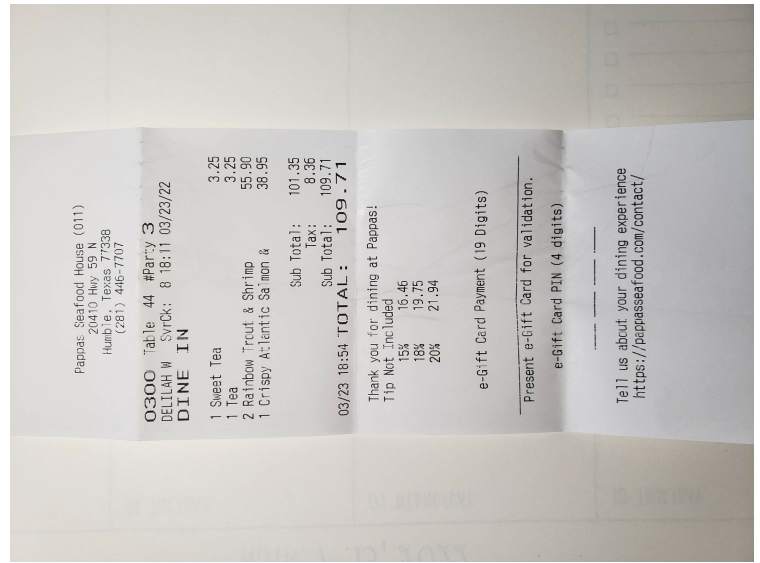 Pappas Seafood House (011)
20410 Hwy 59 N
Humble, Texas 77338
(281) 446-7707
0300 Table 44 #Party 3
DELILAH W SvrCk: 8 18:11 03/23/22
DINE IN
1 Sweet Tea 3.25
1 Tea 3.25
2 Rainbow Trout & Shrimp 55.90
1 Crispy Atlantic Salmon & 38.95
Sub Total: 101.35
Tax: 8.36
Sub Total: 109.71
03/23 18:54 TOTAL: 109.71
Thank you for dining at Pappas!
Tip Not Included
15% 16.46
18% 19.75
20% 21.94
e-Gift Card Payment (19 Digits)
Present e-Gift Card for validation.
e-Gift Card PIN (4 digits)
Tell us about your dining experience
https://pappasseafood.com/contact/